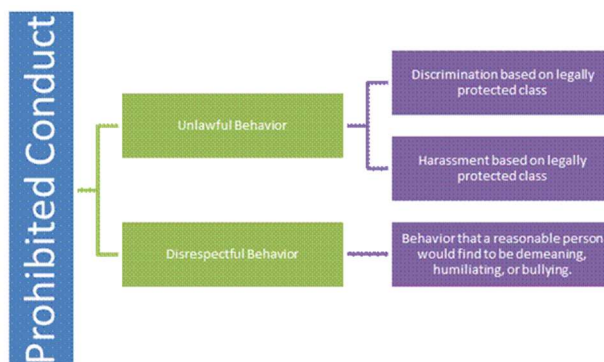 Prohibited Conduct
Unlawful Behavior
Discrimination based on legally
protected class
Harassment based on legally
protected class
Disrespectful Behavior
Behavior that a reasonable person
would find to be demeaning,
humiliating, or bullying.